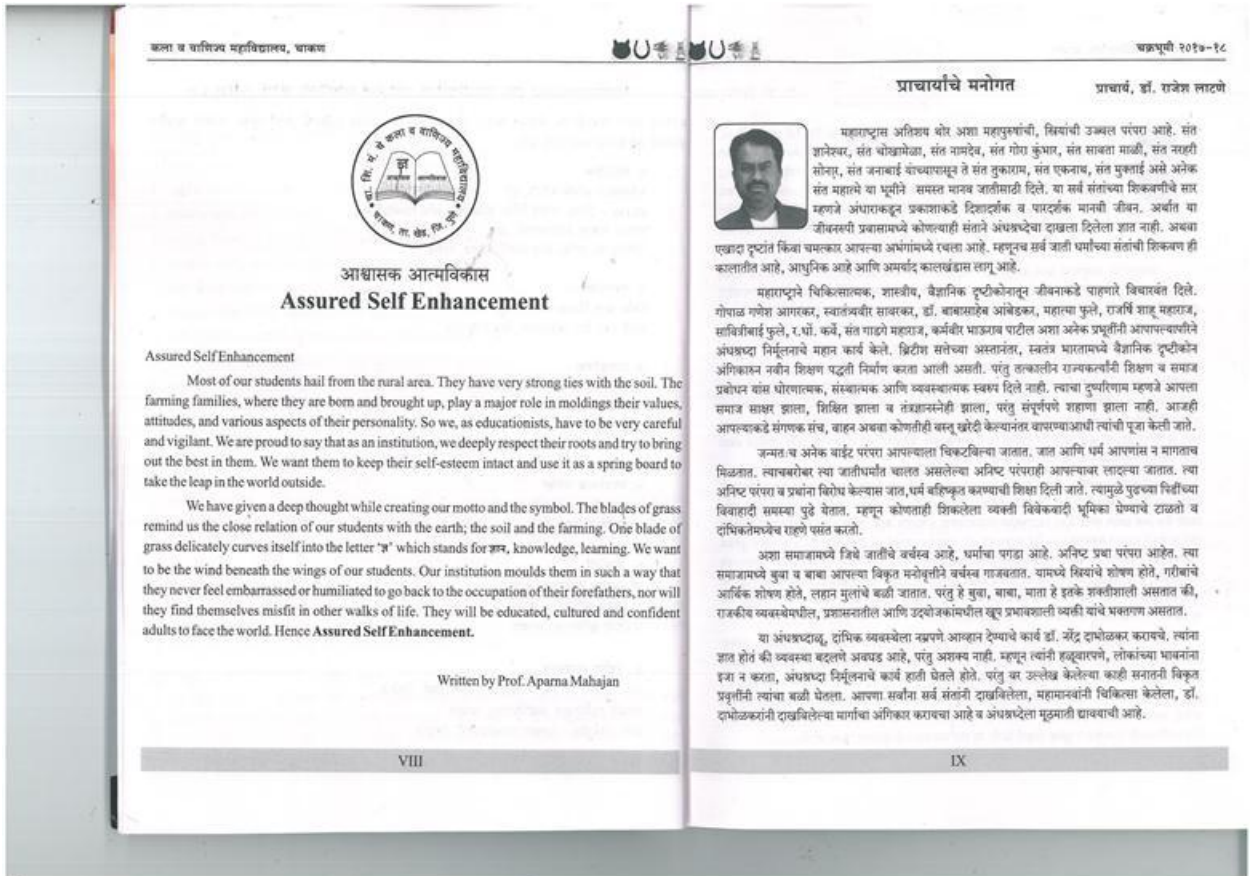 कला व वाणिज्य महाविद्यालय, चाकण
आश्वासक आत्मविकास
Assured Self Enhancement
Assured Self Enhancement
Most of our students hail from the rural area. They have very strong ties with the soil. The
farming families, where they are born and brought up, play a major role in moldings their values,
attitudes, and various aspects of their personality. So we, as educationists, have to be very careful
and vigilant. We are proud to say that as an institution, we deeply respect their roots and try to bring
out the best in them. We want them to keep their self-esteem intact and use it as a spring board to
take the leap in the world outside.
We have given a deep thought while creating our motto and the symbol. The blades of grass
remind us the close relation of our students with the earth; the soil and the farming. One blade of
grass delicately curves itself into the letter "ज्ञ" which stands for ज्ञान, knowledge, learning. We want
to be the wind beneath the wings of our students. Our institution moulds them in such a way that
they never feel embarrassed or humiliated to go back to the occupation of their forefathers, nor will
they find themselves misfit in other walks of life. They will be educated, cultured and confident
adults to face the world. Hence Assured Self Enhancement.
Written by Prof. Aparna Mahajan
VIII
चक्रभूमी २०१७-१८
प्राचार्यांचे मनोगत
प्राचार्य, डॉ. राजेश लाटणे
महाराष्ट्रास अतिशय थोर अशा महापुरुषांची, स्त्रियांची उज्वल परंपरा आहे. संत
ज्ञानेश्वर, संत चोखामेळा, संत नामदेव, संत गोरा कुंभार, संत सावता माळी, संत नरहरी
सोनार, संत जनाबाई यांच्यापासून ते संत तुकाराम, संत एकनाथ, संत मुक्ताई असे अनेक
संत महात्मे या भूमीने समस्त मानव जातीसाठी दिले. या सर्व संतांच्या शिकवणीचे सार
म्हणजे अंधाराकडून प्रकाशाकडे दिशादर्शक व पारदर्शक मानवी जीवन. अर्थात या
जीवनरुपी प्रवासामध्ये कोणत्याही संताने अंधश्रध्देचा दाखला दिलेला ज्ञात नाही. अथवा
एखादा दृष्टांत किंवा चमत्कार आपल्या अभंगांमध्ये रचला आहे. म्हणूनच सर्व जाती धर्मांच्या संतांची शिकवण ही
कालातीत आहे, आधुनिक आहे आणि अमर्याद कालखंडास लागू आहे.
महाराष्ट्राने चिकित्सात्मक, शास्त्रीय, वैज्ञानिक दृष्टीकोनातून जीवनाकडे पाहणारे विचारवंत दिले.
गोपाळ गणेश आगरकर, स्वातंत्र्यवीर सावरकर, डॉ. बाबासाहेब आंबेडकर, महात्मा फुले, राजर्षि शाहू महाराज,
सावित्रीबाई फुले, र.धों. कर्वे, संत गाडगे महाराज, कर्मवीर भाऊराव पाटील अशा अनेक प्रभूतींनी आपापल्यापरिने
अंधश्रध्दा निर्मूलनाचे महान कार्य केले. ब्रिटीश सत्तेच्या अस्तानंतर, स्वतंत्र भारतामध्ये वैज्ञानिक दृष्टीकोन
अंगिकारुन नवीन शिक्षण पद्धती निर्माण करता आली असती. परंतु तत्कालीन राज्यकर्त्यांनी शिक्षण व समाज
प्रबोधन यांस धोरणात्मक, संस्थात्मक आणि व्यवस्थात्मक स्वरुप दिले नाही. त्याचा दुष्परिणाम म्हणजे आपला
समाज साक्षर झाला, शिक्षित झाला व तंत्रज्ञानस्नेही झाला, परंतु संपूर्णपणे शहाणा झाला नाही. आजही
आपल्याकडे संगणक संच, वाहन अथवा कोणतीही वस्तू खरेदी केल्यानंतर वापरण्याआधी त्यांची पूजा केली जाते.
जन्मतःच अनेक वाईट परंपरा आपल्याला चिकटविल्या जातात. जात आणि धर्म आपणांस न मागताच
मिळतात. त्याचबरोबर त्या जातीधर्मात चालत असलेल्या अनिष्ट परंपराही आपल्यावर लादल्या जातात. त्या
अनिष्ट परंपरा व प्रथांना विरोध केल्यास जात,धर्म बहिष्कृत करण्याची शिक्षा दिली जाते. त्यामुळे पुढच्या पिढींच्या
विवाहादी समस्या पुढे येतात. म्हणून कोणताही शिकलेला व्यक्ती विवेकवादी भूमिका घेण्याचे टाळतो व
दांभिकतेमध्येच राहणे पसंत करतो.
अशा समाजामध्ये जिथे जातींचे वर्चस्व आहे, धर्माचा पगडा आहे. अनिष्ट प्रथा परंपरा आहेत. त्या
समाजामध्ये बुवा व बाबा आपल्या विकृत मनोवृत्तीने वर्चस्व गाजवतात. यामध्ये स्त्रियांचे शोषण होते, गरीबांचे
आर्थिक शोषण होते, लहान मुलांचे बळी जातात. परंतु हे बुवा, बाबा, माता हे इतके शक्तीशाली असतात की,
राजकीय व्यवस्थेमधील, प्रशासनातील आणि उदयोकांमधील खूप प्रभावशाली व्यक्ती यांचे भक्तगण असतात.
या अंधश्रध्दाळू, दांभिक व्यवस्थेला नम्रपणे आव्हान देण्याचे कार्य डॉ. नरेंद्र दाभोळकर करायचे. त्यांना
ज्ञात होतं की व्यवस्था बदलणे अवघड आहे, परंतु अशक्य नाही. म्हणून त्यांनी हळूवारपणे, लोकांच्या भावनांना
इजा न करता, अंधश्रध्दा निर्मूलनाचे कार्य हाती घेतले होते. परंतु वर उल्लेख केलेल्या काही सनातनी विकृत
प्रवृत्तींनी त्यांचा बळी घेतला. आपणा सर्वांना सर्व संतांनी दाखविलेला, महामानवांनी चिकित्सा केलेला, डॉ.
दाभोळकरांनी दाखविलेल्या मार्गाचा अंगिकार करायचा आहे व अंधश्रध्देला मूठमाती द्यावयाची आहे.
IX